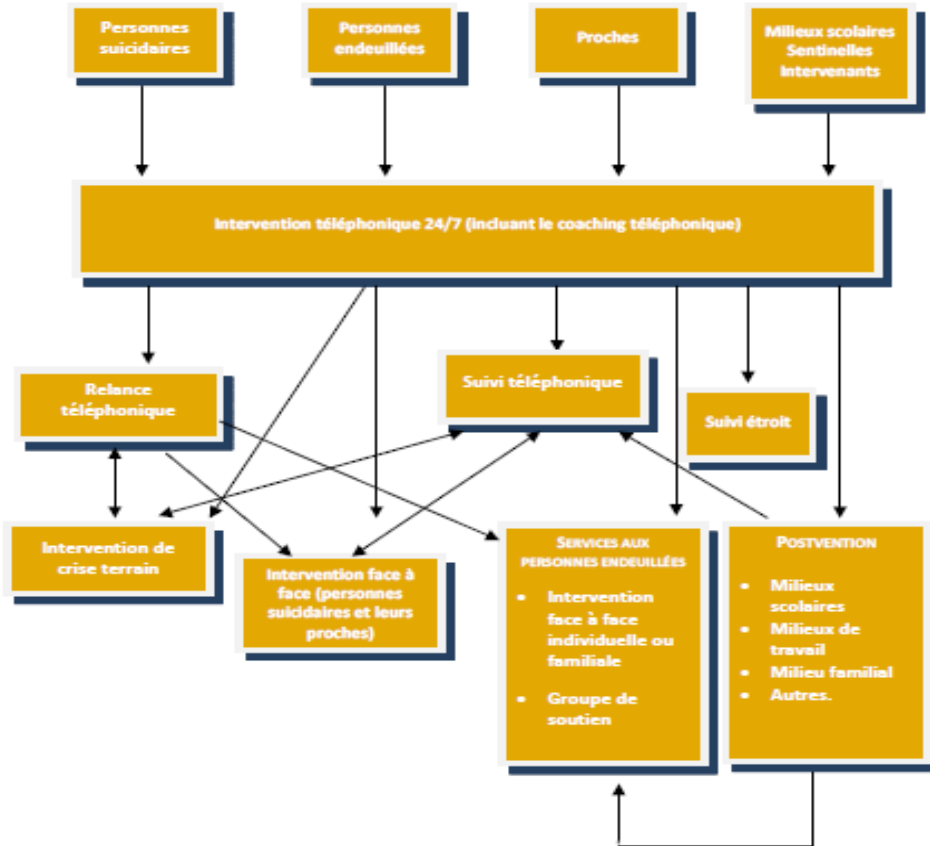 Personnes
suicidaires
Personnes
endeuillées
Proches
Milieux scolaires
Sentinelles
Intervenants
Intervention téléphonique 24/7 (incluant le coaching téléphonique)
Relance
téléphonique
Suivi téléphonique
Suivi étroit
Intervention de
crise terrain
Intervention face à
face (personnes
suicidaires et leurs
proches)
SERVICES AUX
PERSONNES ENDEUILLÉES
• Intervention
face à face
individuelle ou
familiale
• Groupe de
soutien
POSTVENTION
• Milieux
scolaires
• Milieux de
travail
• Milieu familial
• Autres.